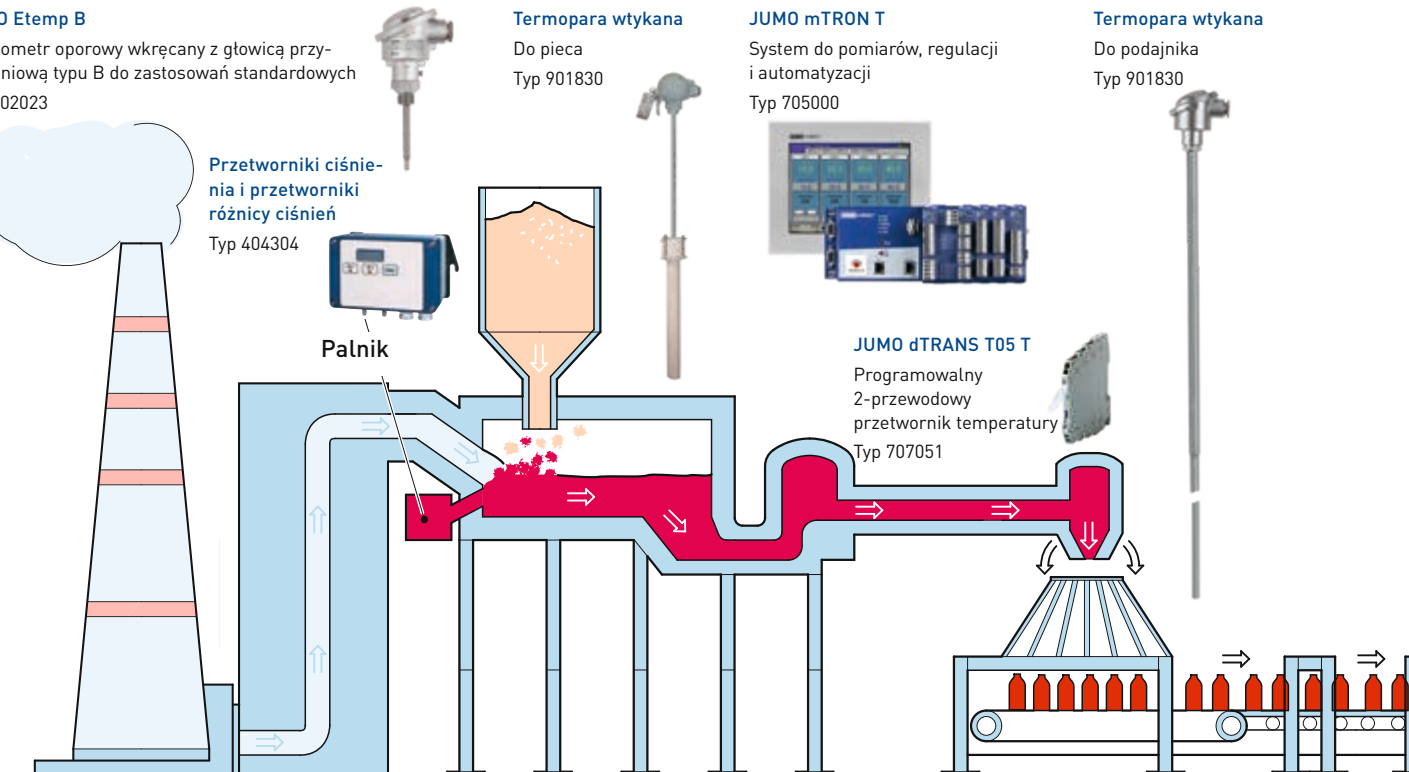 O Etemp B
ometr oporowy wkręcany z głowicą przy-
niową typu B do zastosowań standardowych
02023
Termopara wtykana
Do pieca
Typ 901830
JUMO mTRON T
System do pomiarów, regulacji
i automatyzacji
Typ 705000
Termopara wtykana
Do podajnika
Typ 901830
Przetworniki ciśnie-
nia i przetworniki
różnicy ciśnień
Typ 404304
Palnik
JUMO dTRANS T05 T
Programowalny
2-przewodowy
przetwornik temperatury
Typ 707051